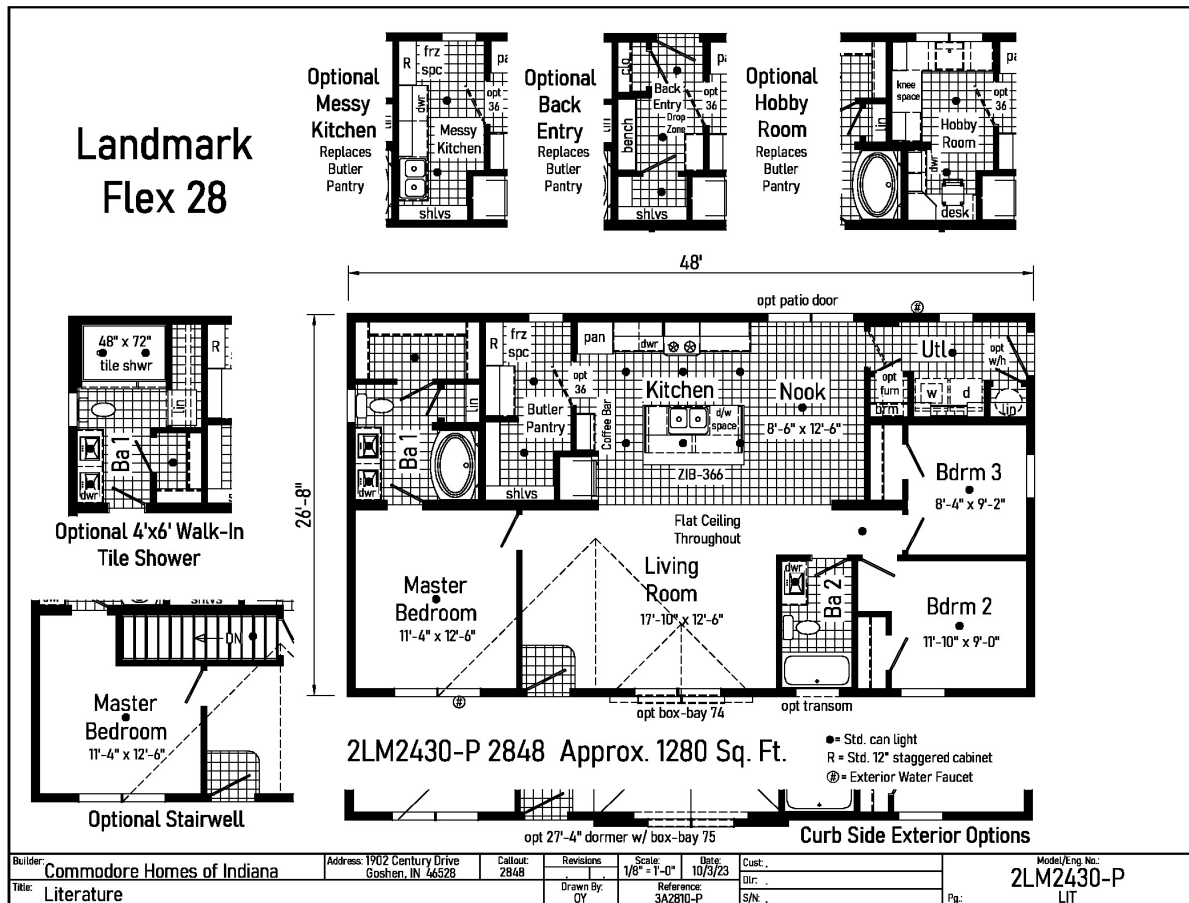 Landmark
Flex 28
Optional
Messy
Kitchen
Replaces
Butler
Pantry
R
frz
spc
dwr
opt
36
Messy
Kitchen
shlvs
Optional
Back
Entry
Replaces
Butler
Pantry
Back
Entry
Drop
Zone
bench
opt
36
shlvs
Optional
Hobby
Room
Replaces
Butler
Pantry
knee
space
lin
opt
36
Hobby
Room
dwr
desk
48'
26'-8"
opt patio door
#
R
frz
spc
pan
dwr
opt
36
Kitchen
Nook
8'-6" x 12'-6"
Utl
opt
w/h
opt
furn
w
d
brm
lin
lin
Butler
Pantry
Coffee Bar
d/w
space
ZIB-366
Ba 1
dwr
shlvs
Bdrm 3
8'-4" x 9'-2"
Flat Ceiling
Throughout
Master
Bedroom
11'-4" x 12'-6"
Living
Room
17'-10" x 12'-6"
dwr
Ba 2
Bdrm 2
11'-10" x 9'-0"
#
opt box-bay 74
opt transom
48" x 72"
tile shwr
R
lin
Ba 1
dwr
Optional 4'x6' Walk-In
Tile Shower
shlvs
DN
Master
Bedroom
11'-4" x 12'-6"
Optional Stairwell
2LM2430-P 2848 Approx. 1280 Sq. Ft.
= Std. can light
R = Std. 12" staggered cabinet
# = Exterior Water Faucet
opt 27'-4" dormer w/ box-bay 75
Curb Side Exterior Options
Builder: Commodore Homes of Indiana
Title: Literature
Address: 1902 Century Drive
Goshen, IN 46528
Callout:
2848
Revisions
Drawn By:
OY
Scale:
1/8" = 1'-0"
Date:
10/3/23
Reference:
3A2810-P
Cust: .
Dlr: .
S/N: .
Model/Eng. No.:
2LM2430-P
Pg.: LIT